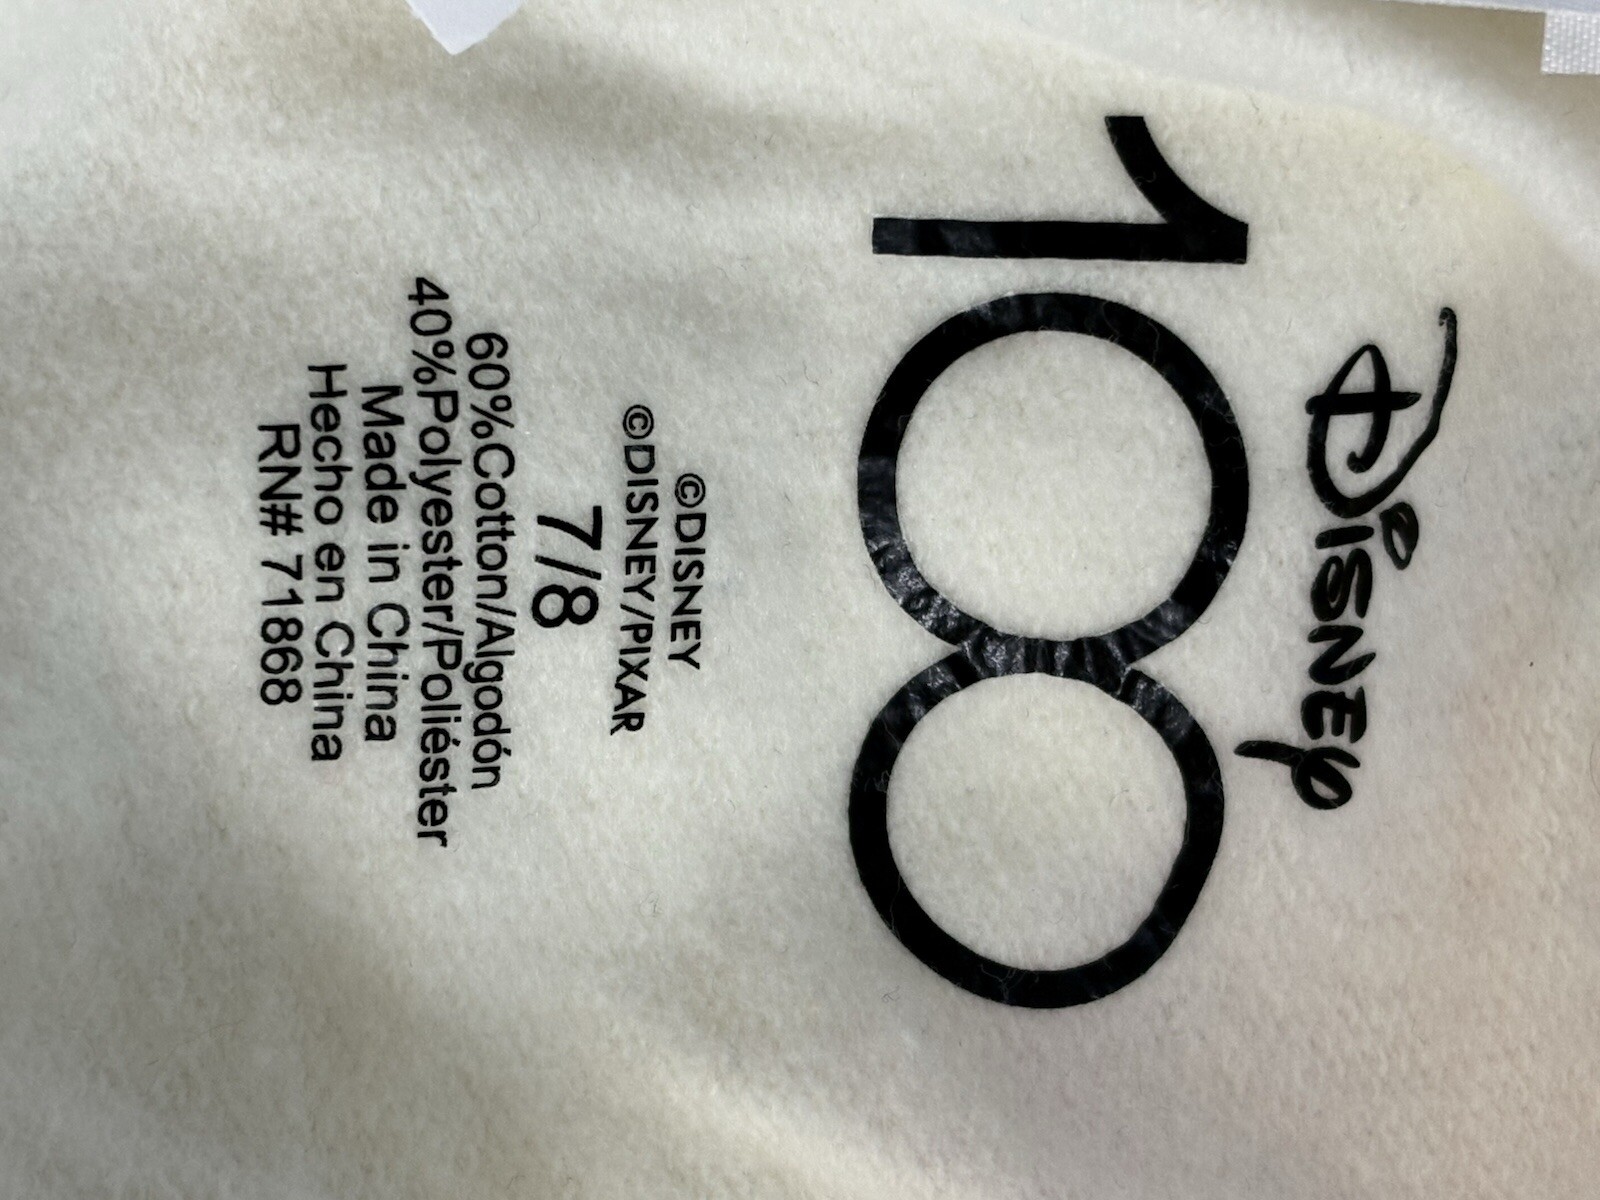 Disney
100
©DISNEY
©DISNEY/PIXAR
7/8
60%Cotton/Algodón
40%Polyester/Poliéster
Made in China
Hecho en China
RN# 71868